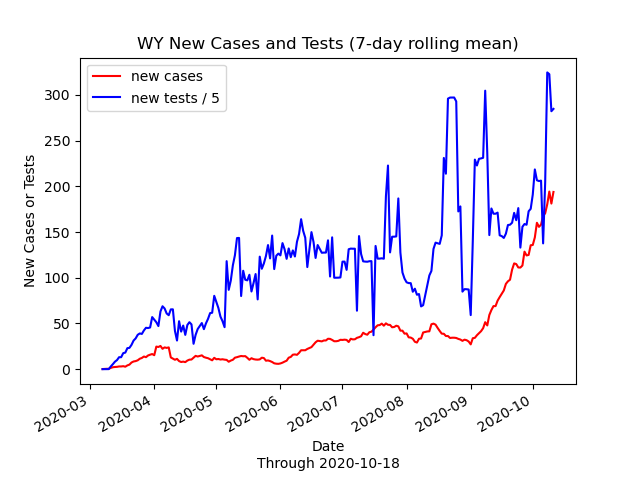 WY New Cases and Tests (7-day rolling mean)
new cases
new tests / 5
New Cases or Tests
300
250
200
150
100
50
0
2020-03
2020-04
2020-05
2020-06
2020-07
2020-08
2020-09
2020-10
Date
Through 2020-10-18